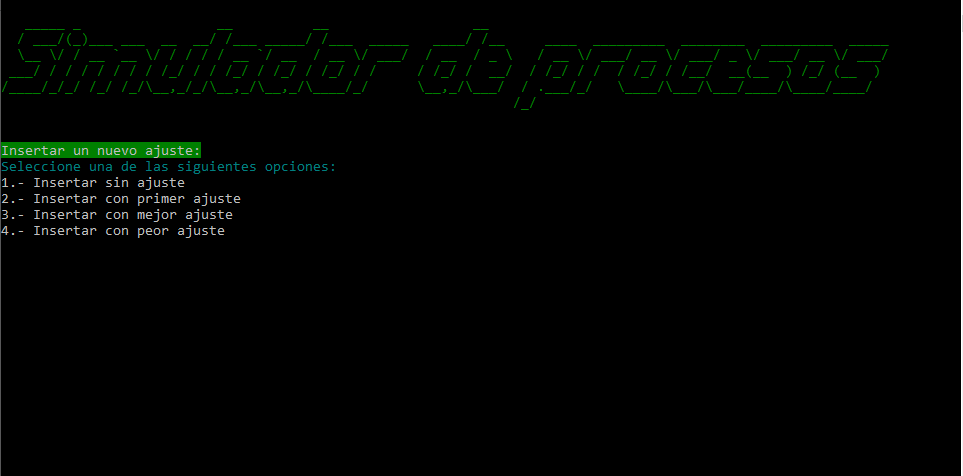 Simulador de procesos
Insertar un nuevo ajuste:
Seleccione una de las siguientes opciones:
1.- Insertar sin ajuste
2.- Insertar con primer ajuste
3.- Insertar con mejor ajuste
4.- Insertar con peor ajuste